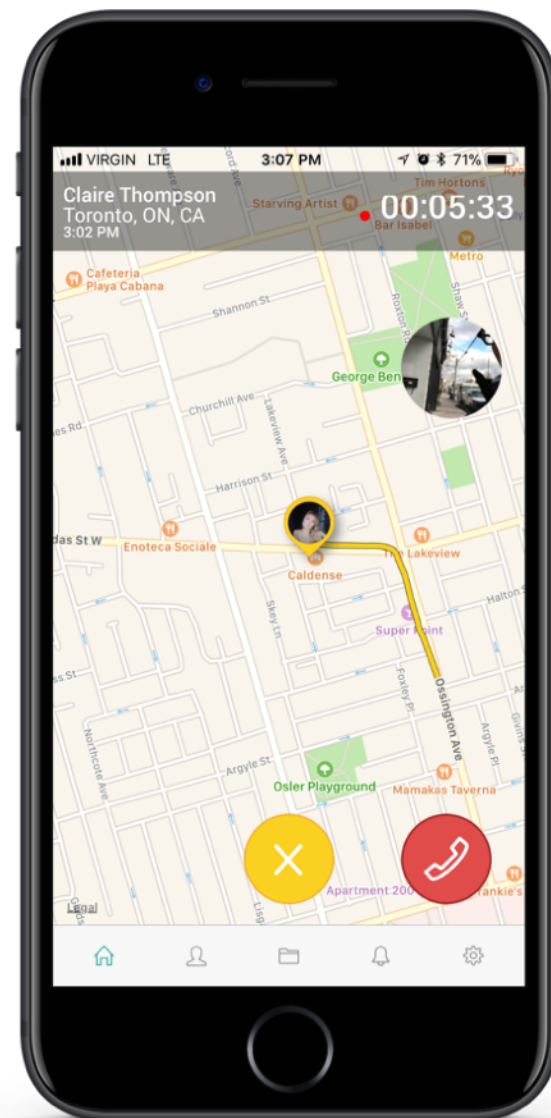 VIRGIN LTE 3:07 PM 71%
Claire Thompson
Toronto, ON, CA
3:02 PM
00:05:33
Tim Hortons
Starving Artist
Bar Isabel
Metro
Cafeteria
Playa Cabana
Shannon St
Roxton Rd
Shaw St
George Ben
Churchill Ave
Lakeview Ave
Harrison St
das St W
Enoteca Sociale
The Lakeview
Caldense
Halton
Skey Ln
Super Point
Foxley Pl
Ossington Ave
Northcote Ave
Argyle St
Argyle Pl
Givins
Osler Playground
Mamakas Taverna
Apartment 200
Frankie's
Legal
Lisg